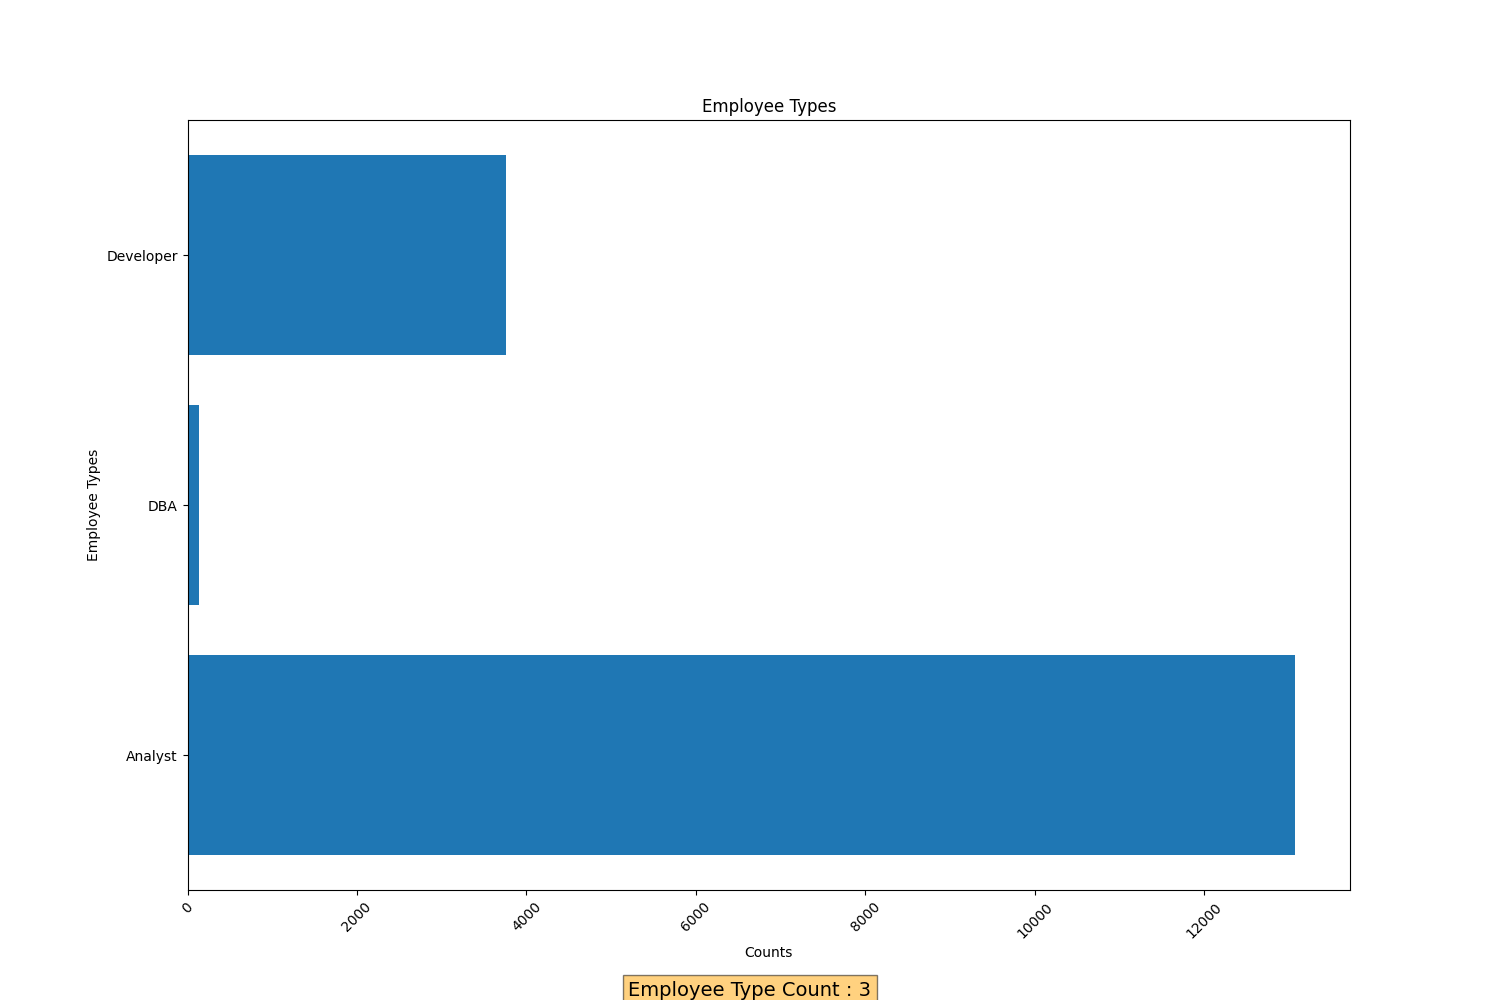 Employee Types
Developer
DBA
Analyst
Employee Types
0
2000
4000
6000
8000
10000
12000
Counts
Employee Type Count : 3